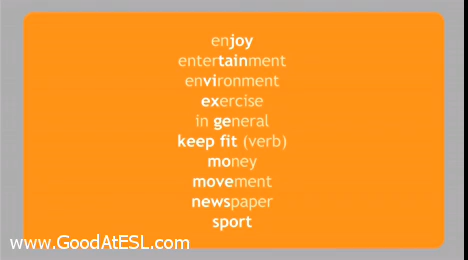 enjoy
entertainment
environment
exercise
in general
keep fit (verb)
money
movement
newspaper
sport
www.GoodAtESL.com